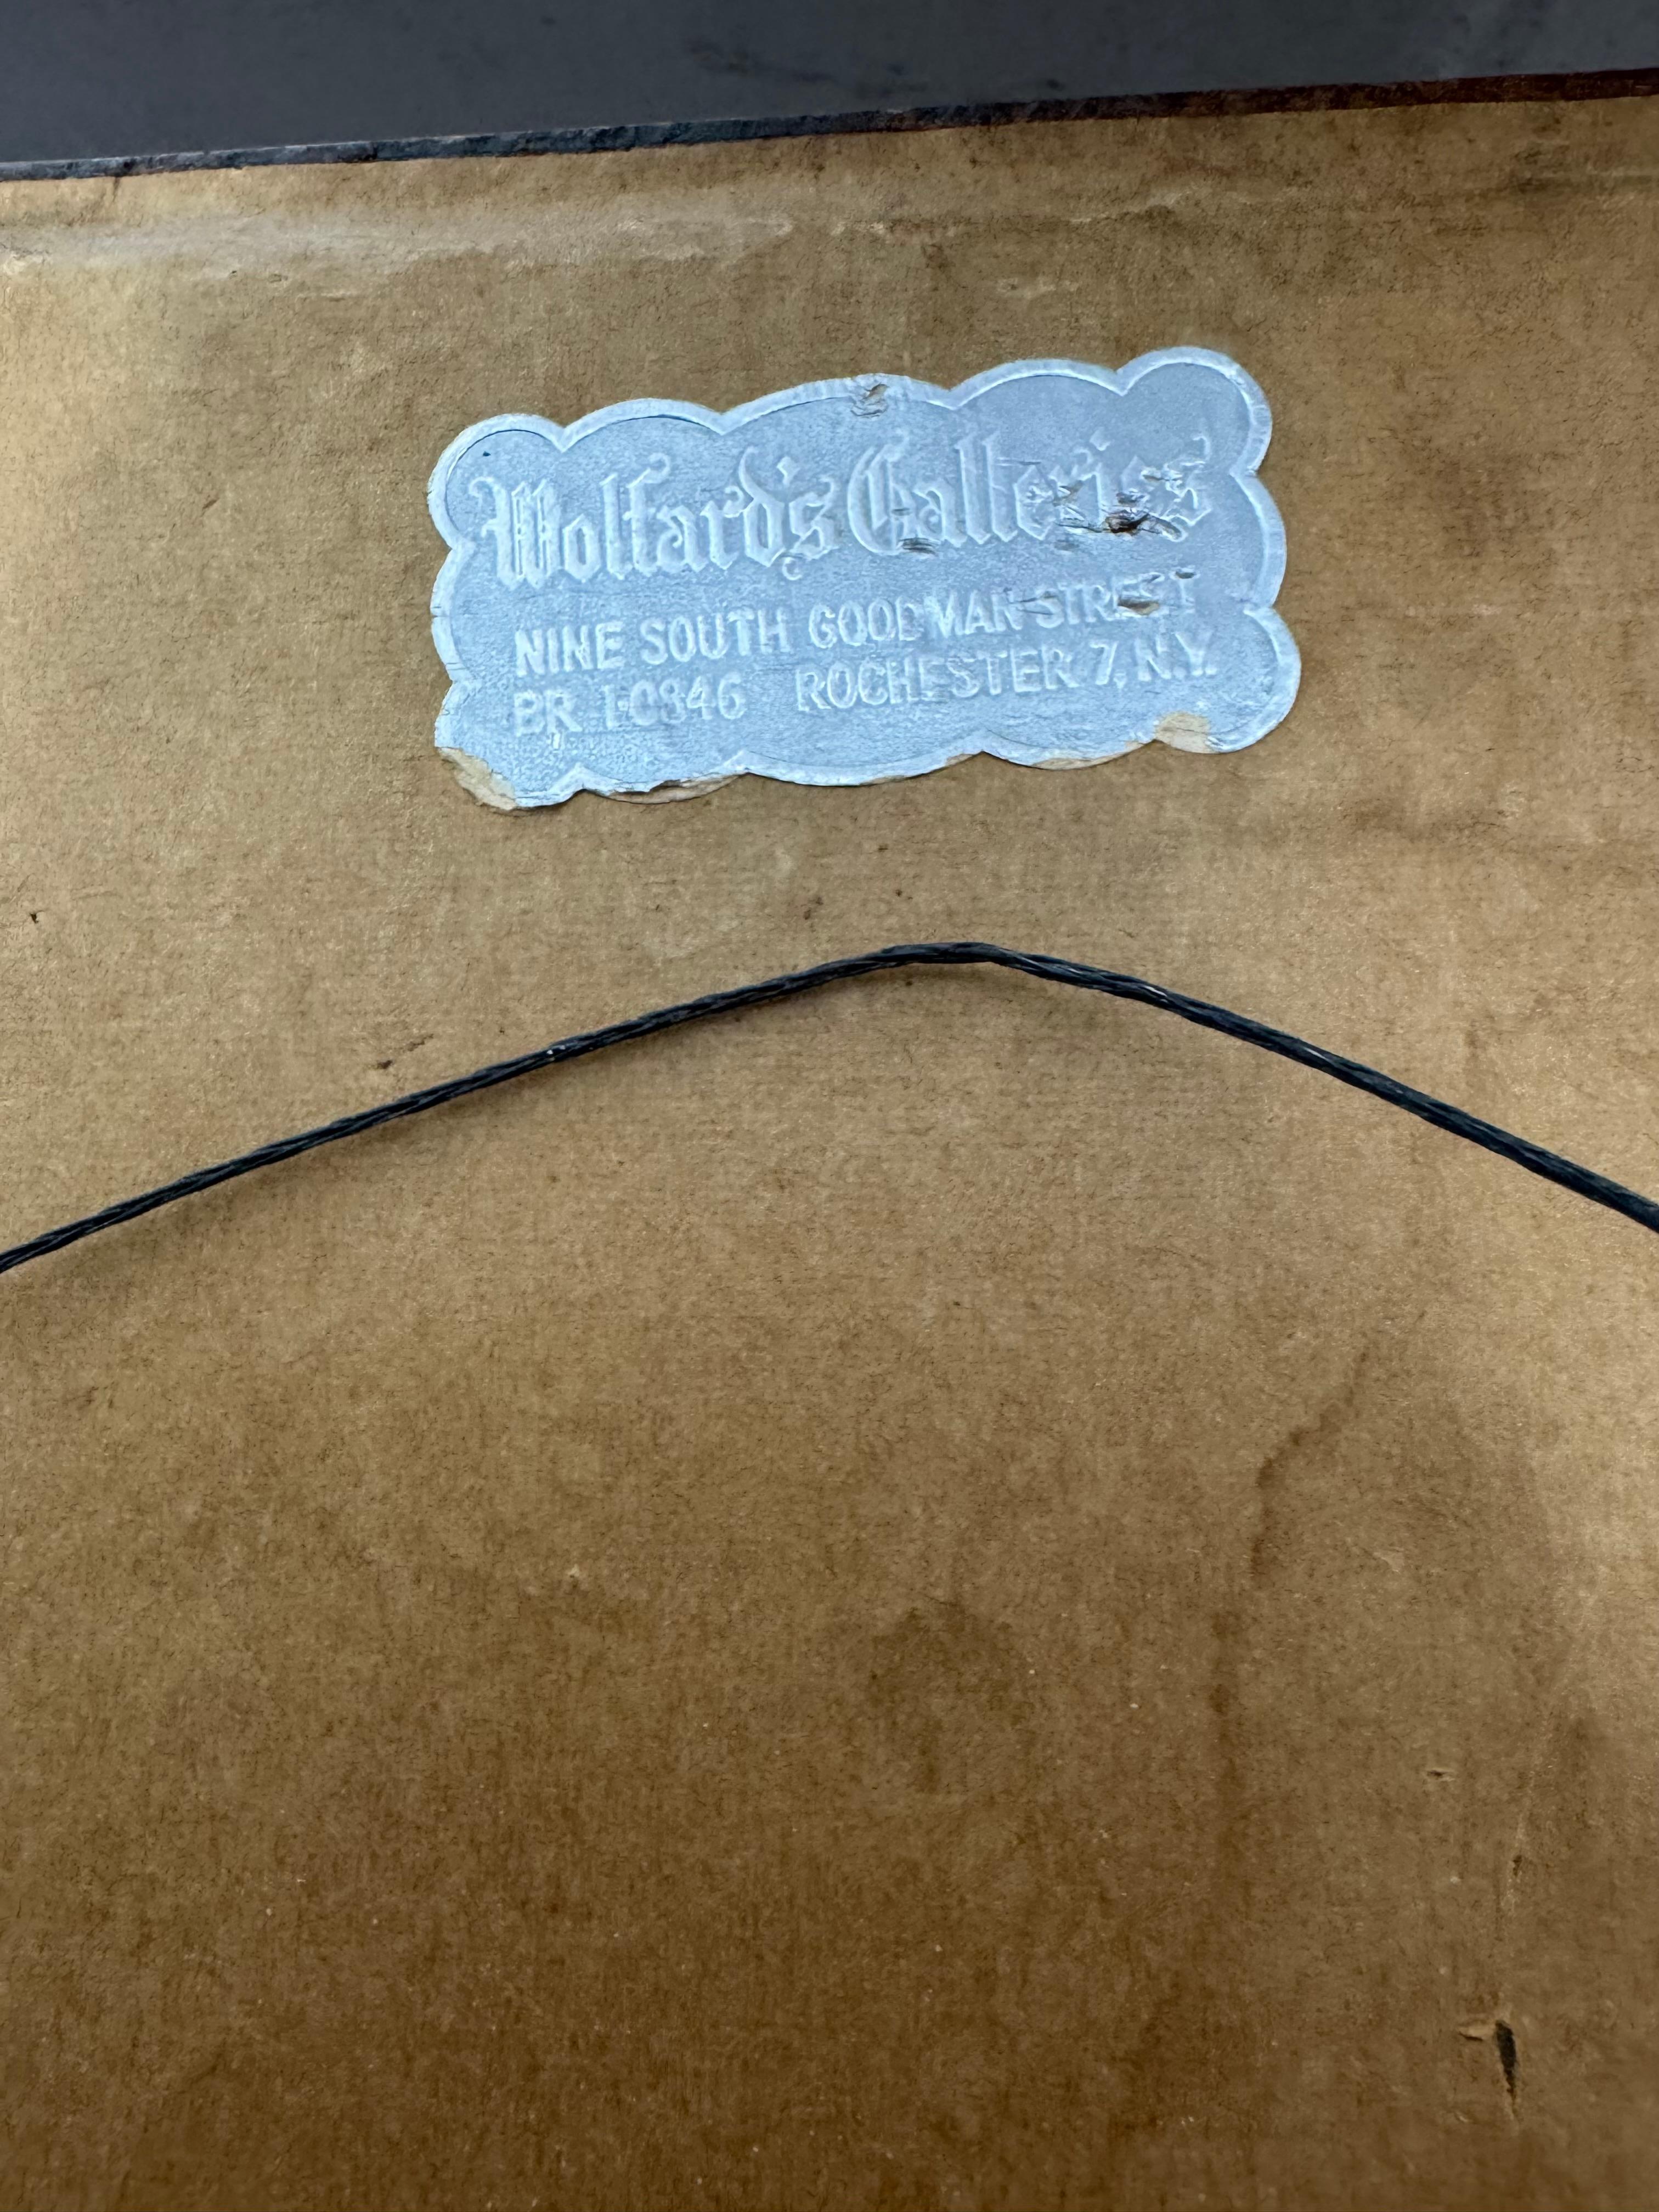 Wolfard's Galleries
NINE SOUTH GOODMAN STREET
BR 1-0846 ROCHESTER 7, N.Y.